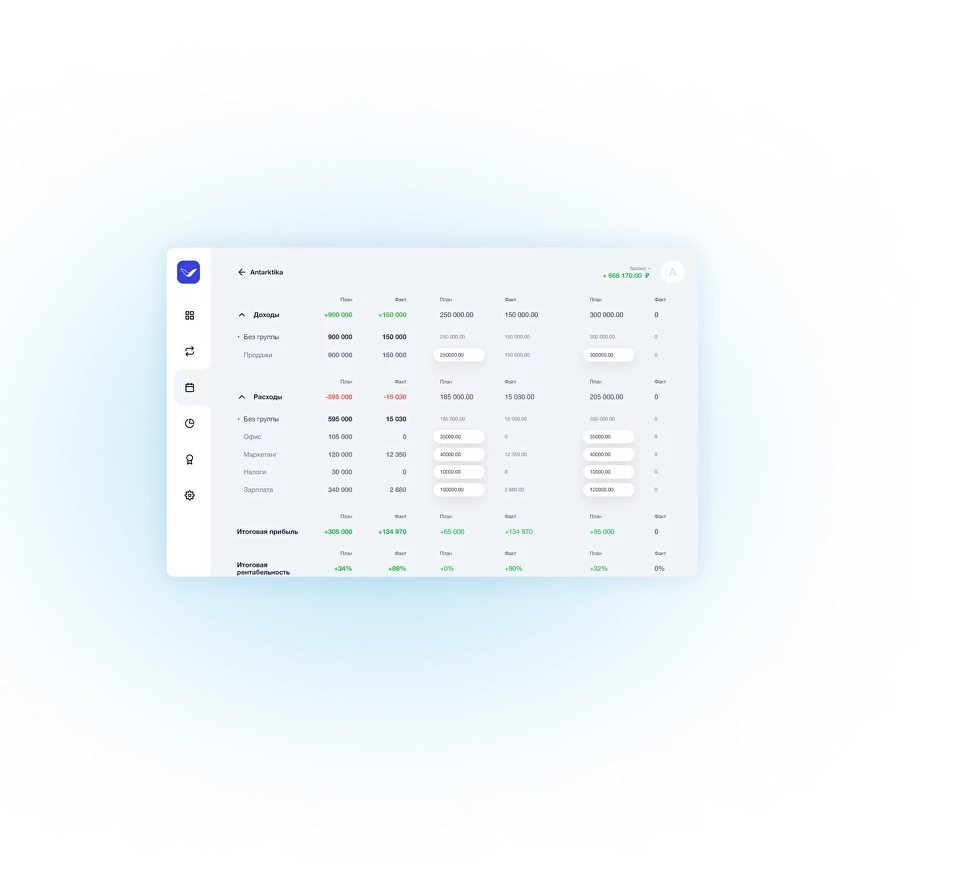 ← Antarktika
Баланс
+ 668 170.00 ₽
A
План Факт План Факт План Факт
Доходы +900 000 +150 000 250 000.00 150 000.00 300 000.00 0
• Без группы 900 000 150 000 250 000.00 150 000.00 300 000.00 0
Продажи 900 000 150 000 250000.00 150 000.00 300000.00 0
План Факт План Факт План Факт
Расходы -595 000 -15 030 185 000.00 15 030.00 205 000.00 0
• Без группы 595 000 15 030 185 000.00 15 030.00 205 000.00 0
Офис 105 000 0 35000.00 0 35000.00 0
Маркетинг 120 000 12 350 40000.00 12 350.00 40000.00 0
Налоги 30 000 0 10000.00 0 10000.00 0
Зарплата 340 000 2 680 100000.00 2 680.00 120000.00 0
План Факт План Факт План Факт
Итоговая прибыль +305 000 +134 970 +65 000 +134 970 +95 000 0
План Факт План Факт План Факт
Итоговая
рентабельность +34% +89% +0% +90% +32% 0%